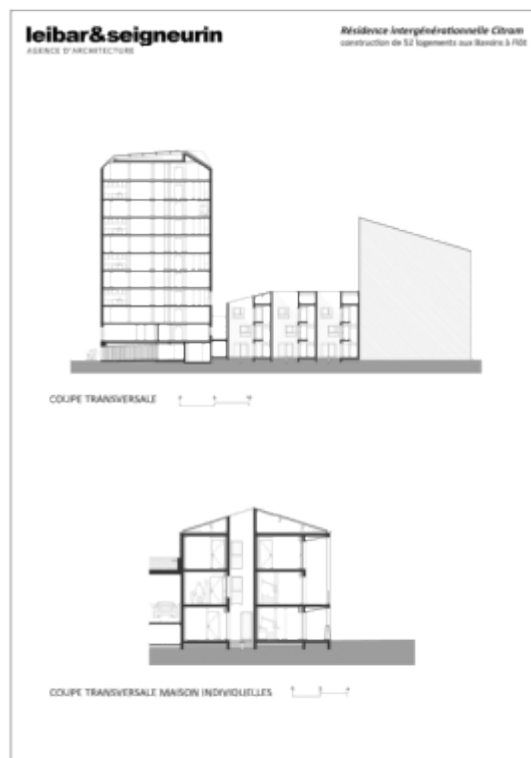 leibar&seigneurin
AGENCE D'ARCHITECTURE
Résidence intergénérationnelle Citram
construction de 52 logements aux Bassins à Flot
COUPE TRANSVERSALE
COUPE TRANSVERSALE MAISON INDIVIDUELLES